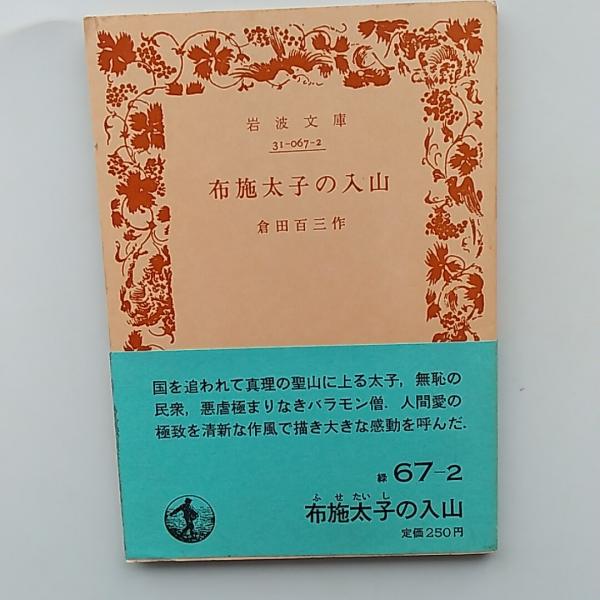 岩波文庫
31-067-2
布施太子の入山
倉田百三作
国を追われて真理の聖山に上る太子，無恥の
民衆，悪虐極まりなきバラモン僧．人間愛の
極致を清新な作風で描き大きな感動を呼んだ．
緑 67-2
ふせたいし
布施太子の入山
定価250円